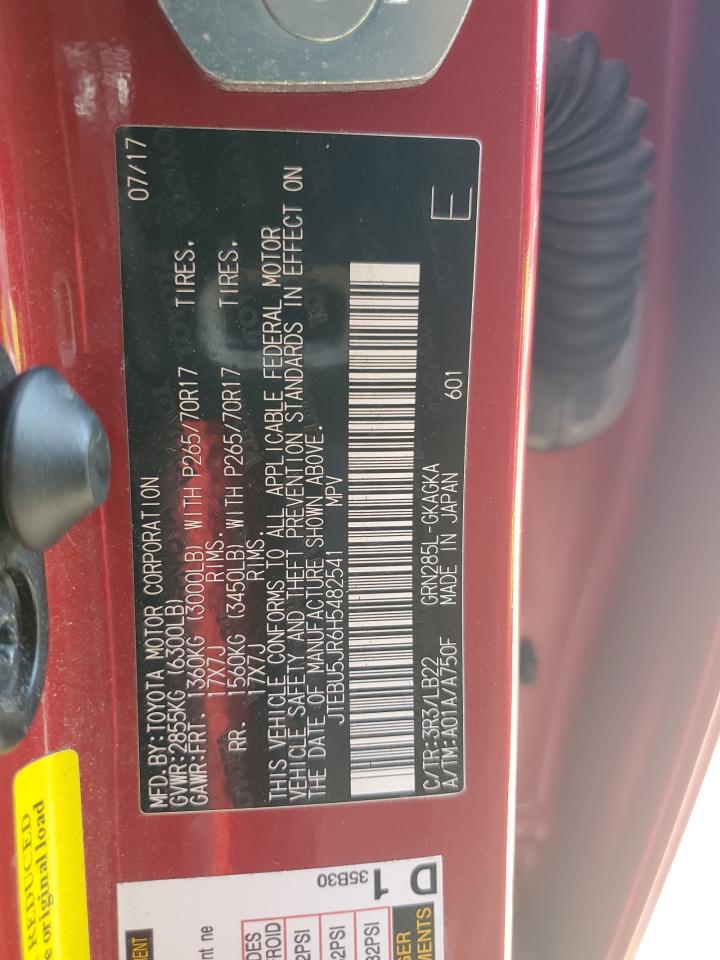 MFD.BY:TOYOTA MOTOR CORPORATION 07/17
GVWR:2855KG (6300LB)
GAWR:FRT. 1360KG (3000LB) WITH P265/70R17 TIRES.
17X7J RIMS.
RR. 1560KG (3450LB) WITH P265/70R17 TIRES.
17X7J RIMS.
THIS VEHICLE CONFORMS TO ALL APPLICABLE FEDERAL MOTOR
VEHICLE SAFETY AND THEFT PREVENTION STANDARDS IN EFFECT ON
THE DATE OF MANUFACTURE SHOWN ABOVE.
JTEBU5JR6H5482541 MPV
C/TR:3R3/LB22 GRN285L-GKAGKA 601
A/TM:A01A/A750F MADE IN JAPAN E
REDUCED
original load
D
1
35B30
2PSI
2PSI
32PSI